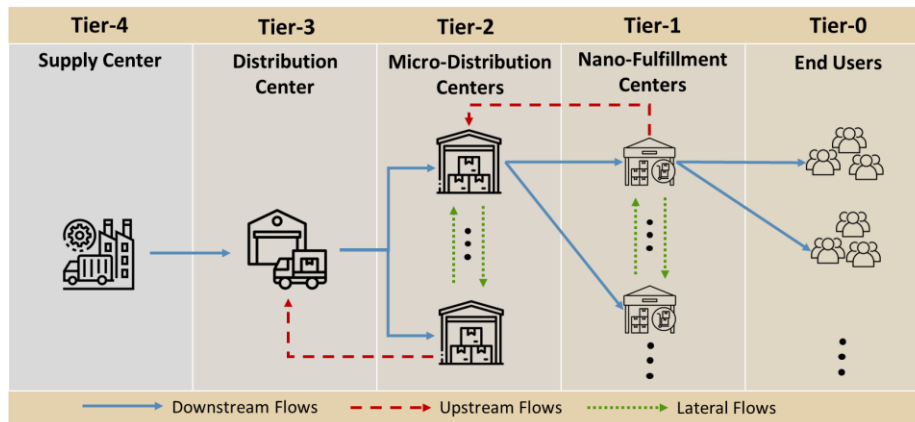 Tier-4 Tier-3 Tier-2 Tier-1 Tier-0
Supply Center
Distribution
Center
Micro-Distribution
Centers
Nano-Fulfillment
Centers
End Users
Downstream Flows Upstream Flows Lateral Flows